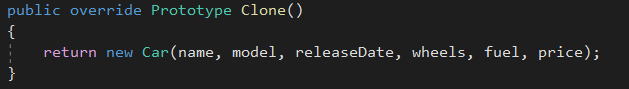 public override Prototype Clone()
{
    return new Car(name, model, releaseDate, wheels, fuel, price);
}